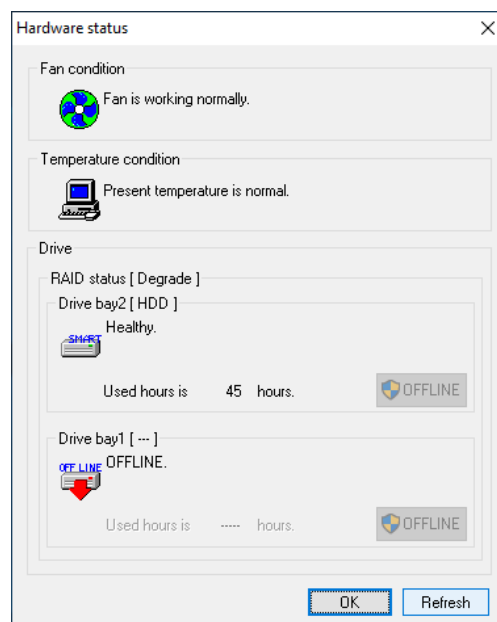 Hardware status
Fan condition
Fan is working normally.
Temperature condition
Present temperature is normal.
Drive
RAID status [ Degrade ]
Drive bay2 [ HDD ]
SMART
Healthy.
Used hours is 45 hours.
OFFLINE
Drive bay1 [ --- ]
OFF LINE
OFFLINE.
Used hours is ----- hours.
OFFLINE
OK
Refresh